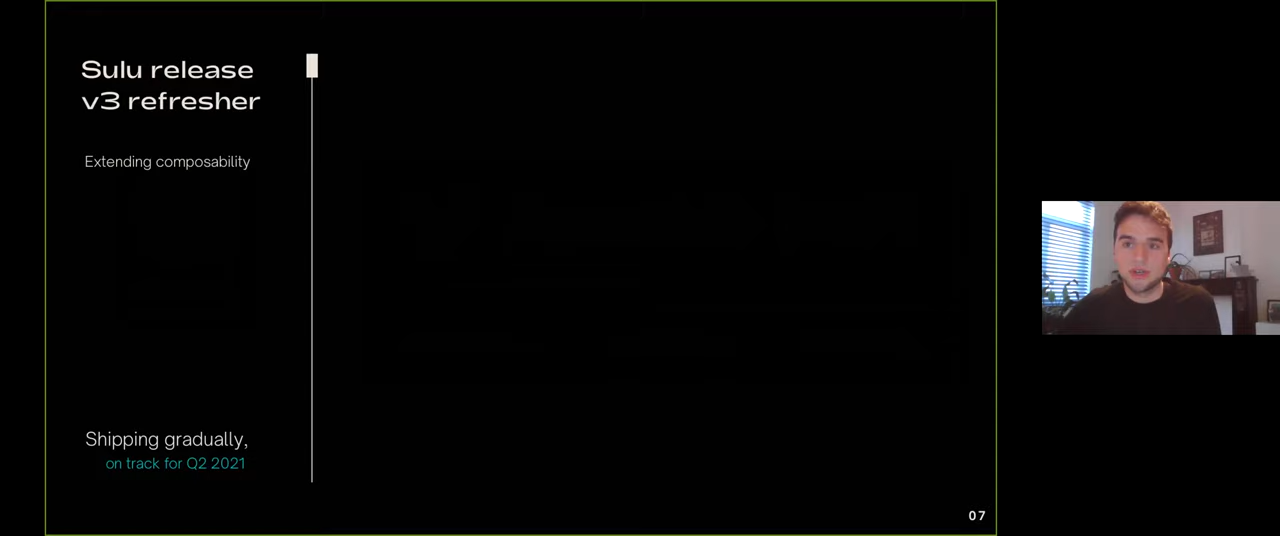 Sulu release
v3 refresher
Extending composability
Shipping gradually,
on track for Q2 2021
07